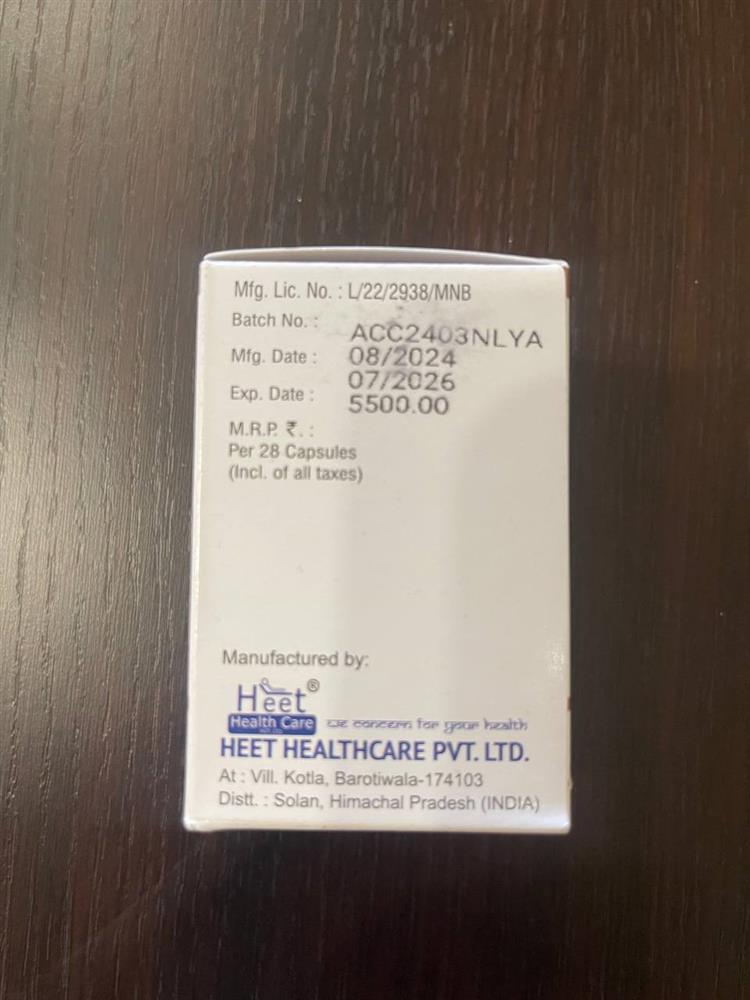 Mfg. Lic. No. : L/22/2938/MNB
Batch No. : ACC2403NLYA
Mfg. Date : 08/2024
Exp. Date : 07/2026
M.R.P. ₹. : 5500.00
Per 28 Capsules
(Incl. of all taxes)
Manufactured by:
Heet®
Health Care
PVT. LTD.
we concern for your health
HEET HEALTHCARE PVT. LTD.
At : Vill. Kotla, Barotiwala-174103
Distt. : Solan, Himachal Pradesh (INDIA)